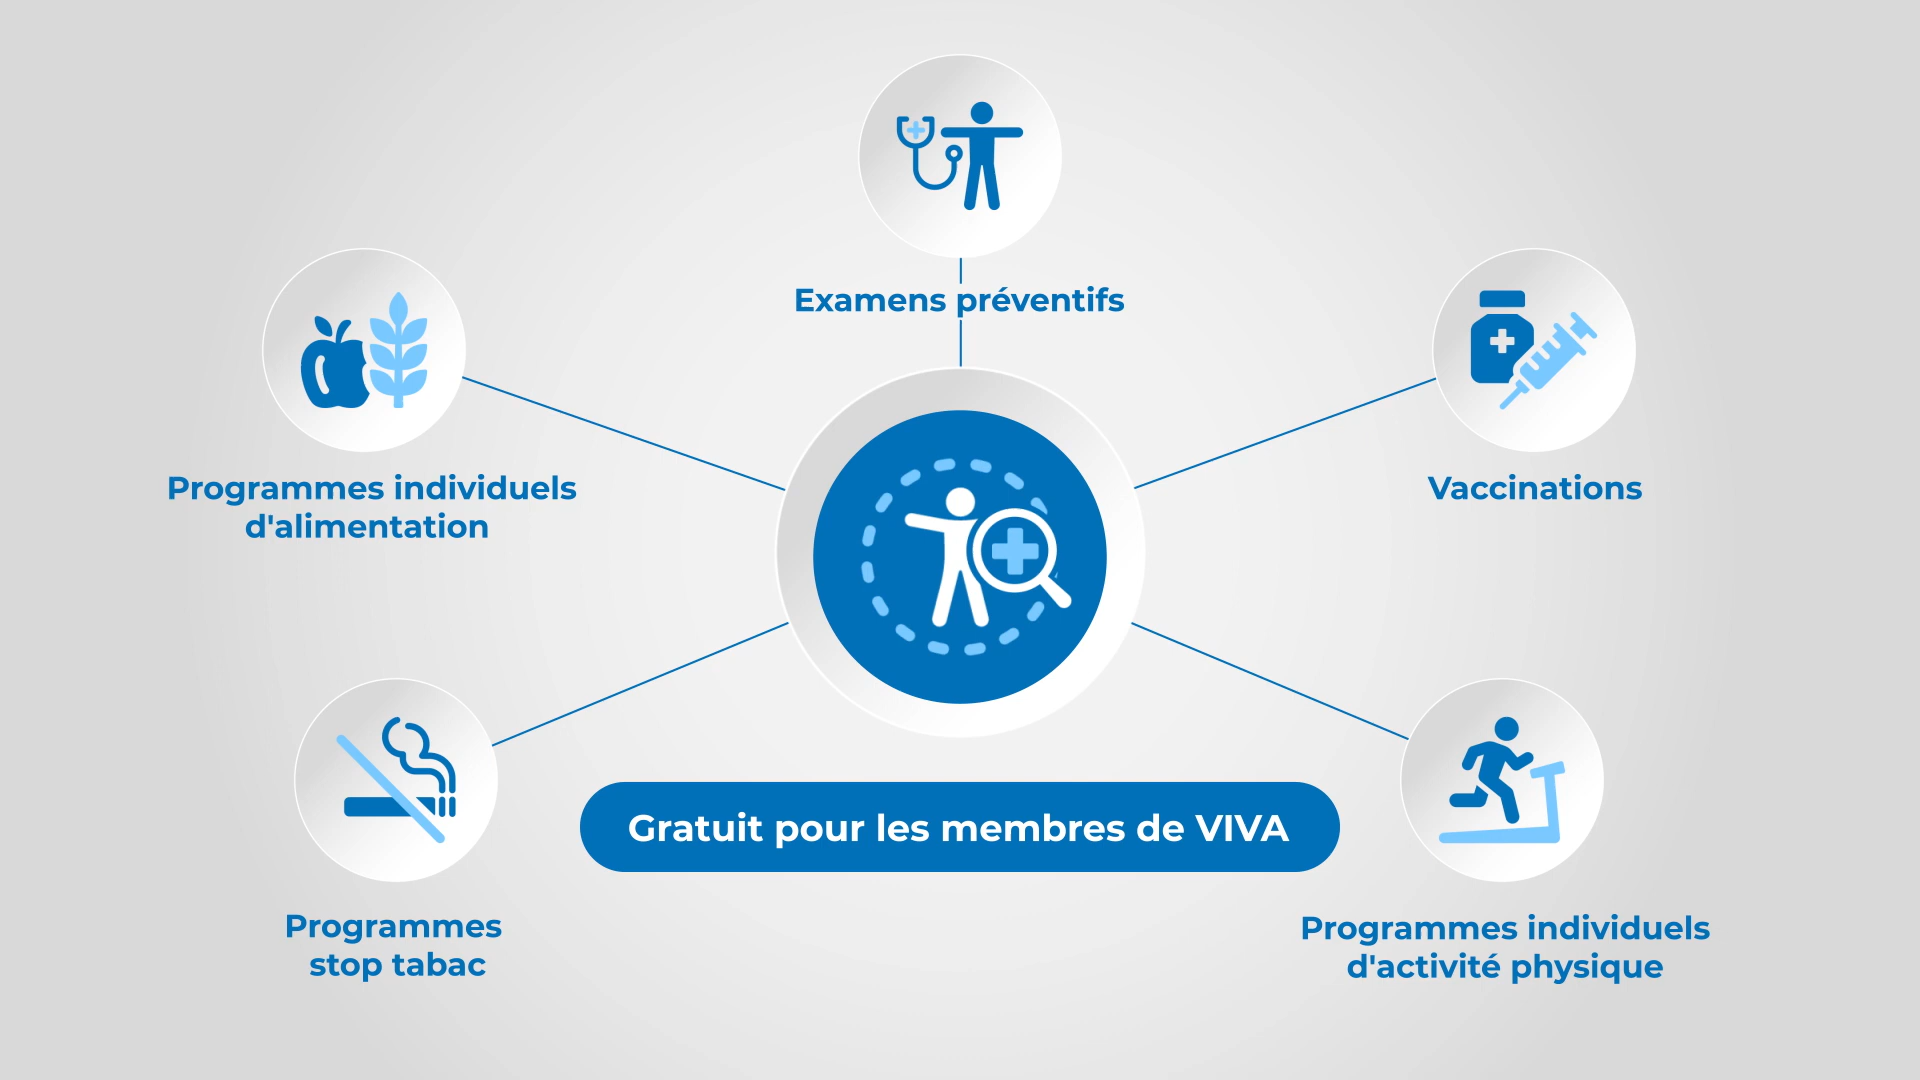 Examens préventifs
Programmes individuels
d'alimentation
Vaccinations
Gratuit pour les membres de VIVA
Programmes
stop tabac
Programmes individuels
d'activité physique